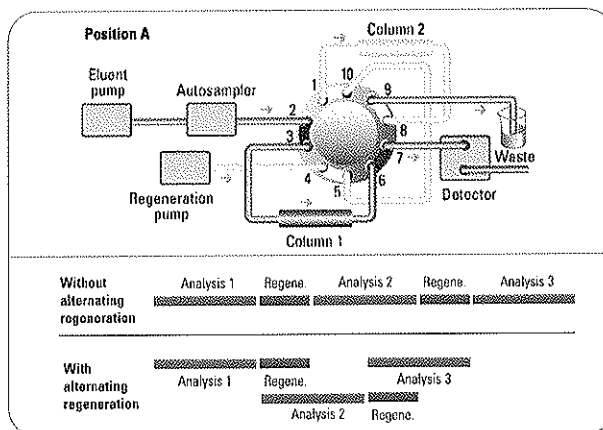 Position A
Column 2
Eluent
pump
Autosampler
1
10
9
2
3
8
7
4
5
6
Regeneration
pump
Waste
Detector
Column 1
Without
alternating
regeneration
Analysis 1
Regene.
Analysis 2
Regene.
Analysis 3
With
alternating
regeneration
Analysis 1
Regene.
Analysis 3
Analysis 2
Regene.